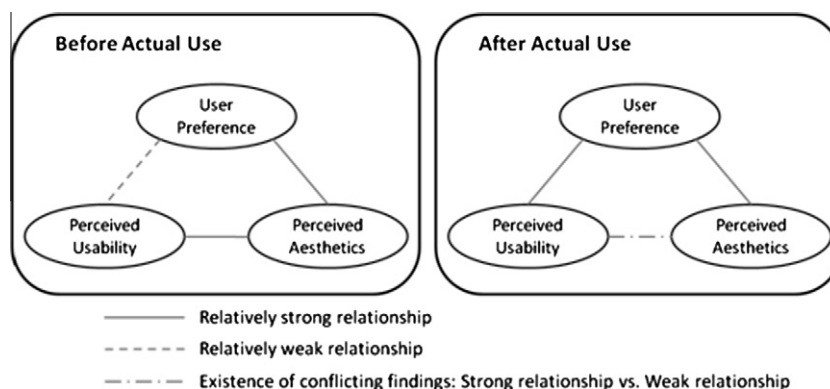 Before Actual Use
User
Preference
Perceived
Usability
Perceived
Aesthetics
After Actual Use
User
Preference
Perceived
Usability
Perceived
Aesthetics
Relatively strong relationship
Relatively weak relationship
Existence of conflicting findings: Strong relationship vs. Weak relationship